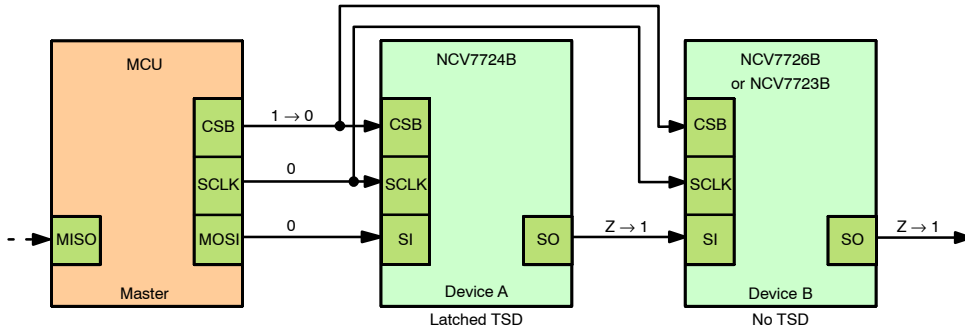 MCU
CSB
SCLK
MOSI
MISO
Master
1 → 0
0
0
NCV7724B
CSB
SCLK
SI
SO
Device A
Latched TSD
Z → 1
NCV7726B
or NCV7723B
CSB
SCLK
SI
SO
Device B
No TSD
Z → 1